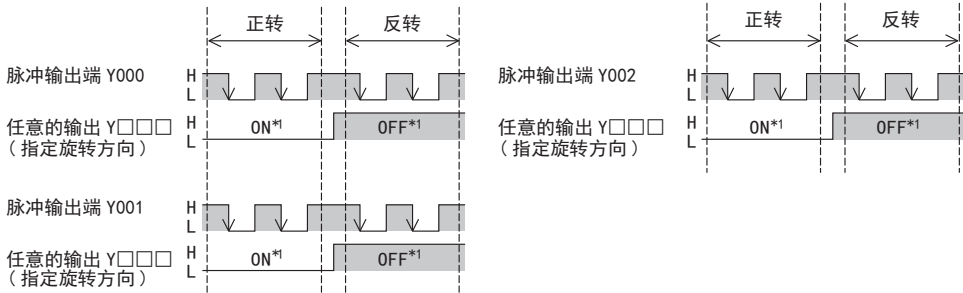 正转 反转
脉冲输出端 Y000 H L
任意的输出 Y□□□ H L ON*1 OFF*1
（指定旋转方向）
脉冲输出端 Y001 H L
任意的输出 Y□□□ H L ON*1 OFF*1
（指定旋转方向）
正转 反转
脉冲输出端 Y002 H L
任意的输出 Y□□□ H L ON*1 OFF*1
（指定旋转方向）